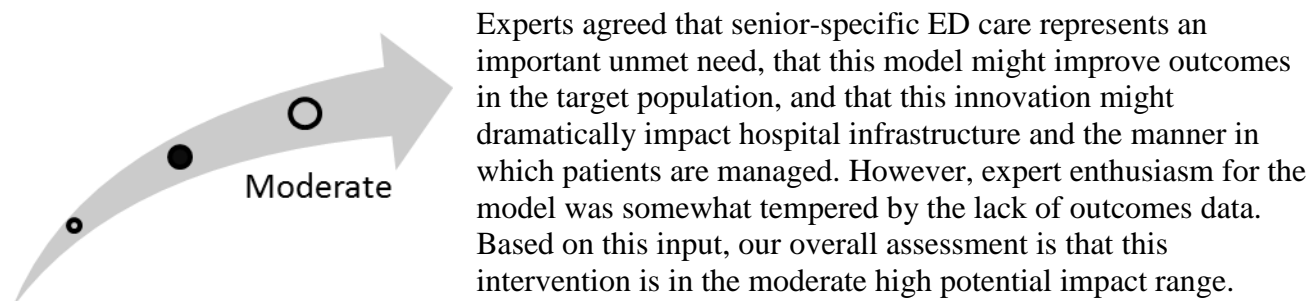 Experts agreed that senior-specific ED care represents an
important unmet need, that this model might improve outcomes
in the target population, and that this innovation might
dramatically impact hospital infrastructure and the manner in
which patients are managed. However, expert enthusiasm for the
model was somewhat tempered by the lack of outcomes data.
Based on this input, our overall assessment is that this
intervention is in the moderate high potential impact range.
Moderate